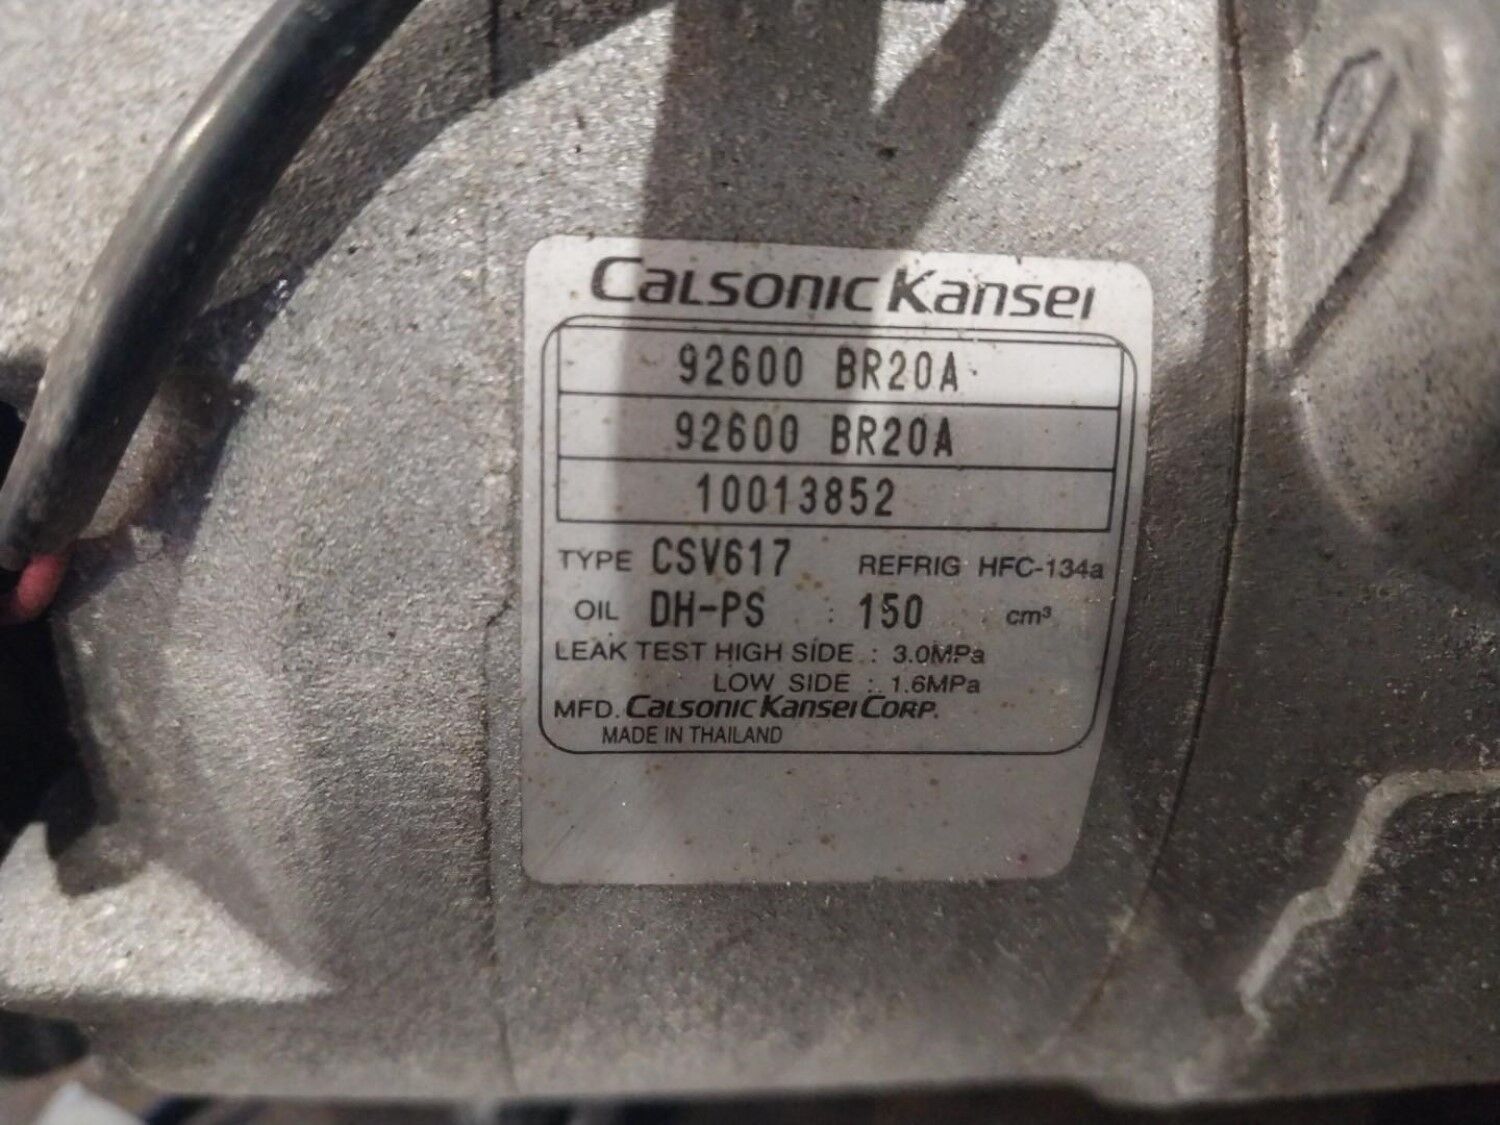 Calsonic Kansei
92600 BR20A
92600 BR20A
10013852
TYPE CSV617 REFRIG HFC-134a
OIL DH-PS : 150 cm³
LEAK TEST HIGH SIDE : 3.0MPa
LOW SIDE : 1.6MPa
MFD. Calsonic Kansei Corp.
MADE IN THAILAND